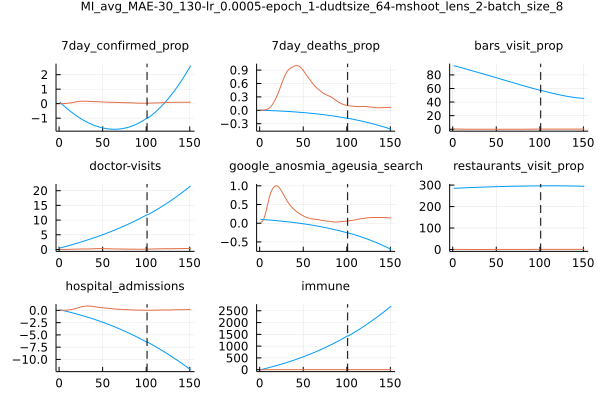 MI_avg_MAE-30_130-lr_0.0005-epoch_1-dudtsize_64-mshoot_lens_2-batch_size_8
7day_confirmed_prop 7day_deaths_prop bars_visit_prop
2 0.9 80
1 0.6 60
0 0.3 40
-1 0.0 20
-0.3 0
0 50 100 150 0 50 100 150 0 50 100 150
doctor-visits google_anosmia_ageusia_search restaurants_visit_prop
20 1.0 300
15 0.5 200
10 0.0 100
5 -0.5 0
0
0 50 100 150 0 50 100 150 0 50 100 150
hospital_admissions immune
0.0 2500
-2.5 2000
-5.0 1500
-7.5 1000
-10.0 500
0
0 50 100 150 0 50 100 150